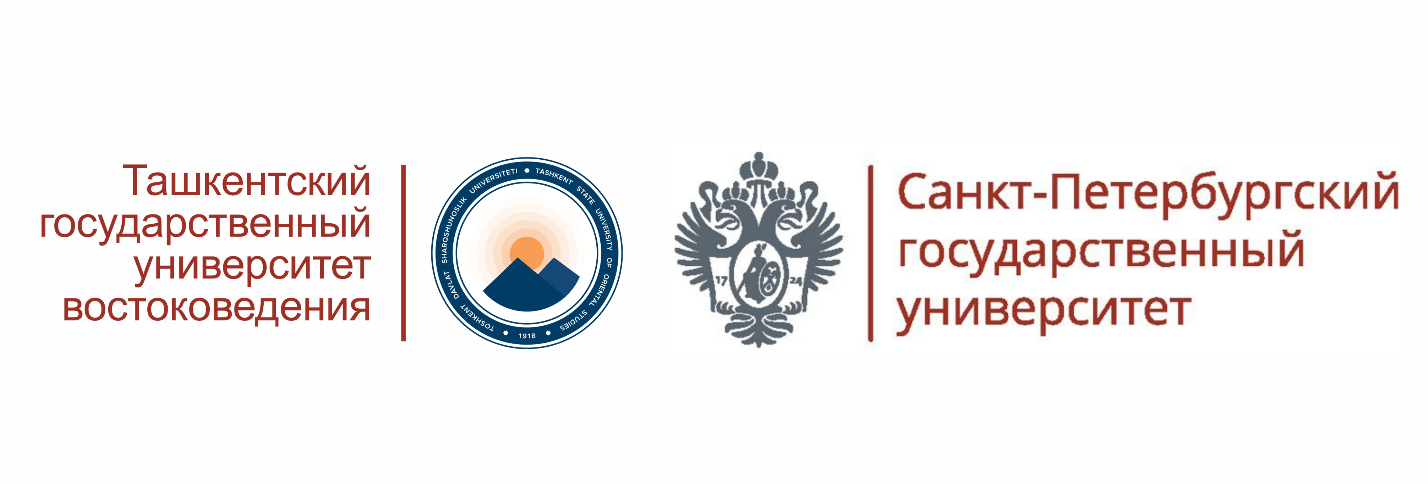 Ташкентский
государственный
университет
востоковедения
TOSHKENT DAVLAT SHAROSHUNOSLIK UNIVERSITETI • TASHKENT STATE UNIVERSITY OF ORIENTAL STUDIES
• 1918 •
17 24
Санкт-Петербургский
государственный
университет